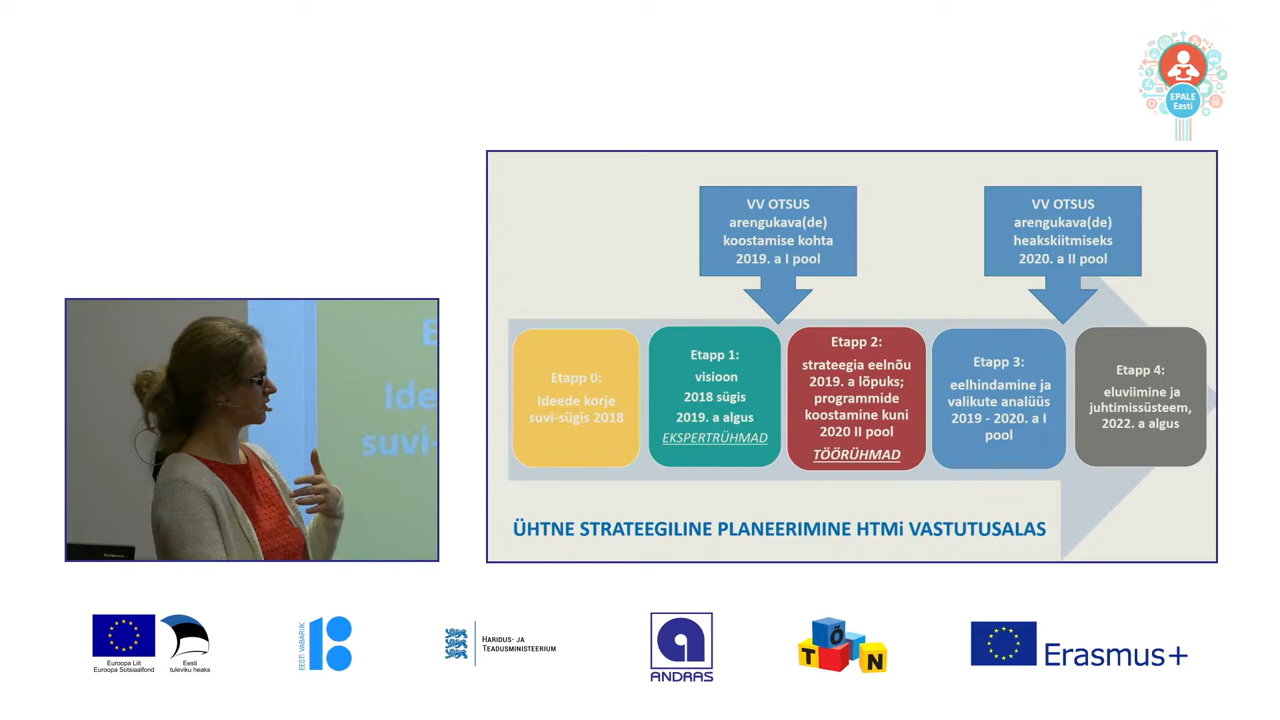 EPALE
Eesti
VV OTSUS
arengukava(de)
koostamise kohta
2019. a I pool
VV OTSUS
arengukava(de)
heakskiitmiseks
2020. a II pool
Etapp 0:
Ideede korje
suvi-sügis 2018
Etapp 1:
visioon
2018 sügis
2019. a algus
EKSPERTRÜHMAD
Etapp 2:
strateegia eelnõu
2019. a lõpuks;
programmide
koostamine kuni
2020 II pool
TÖÖRÜHMAD
Etapp 3:
eelhindamine ja
valikute analüüs
2019 - 2020. a I
pool
Etapp 4:
eluviimine ja
juhtimissüsteem,
2022. a algus
ÜHTNE STRATEEGILINE PLANEERIMINE HTMi VASTUTUSALAS
E
Ide
suvi-
Euroopa Liit
Euroopa Sotsiaalfond
Eesti
tuleviku heaks
EESTI VABARIIK
100
HARIDUS- JA
TEADUSMINISTEERIUM
a
ANDRAS
TÕN
Erasmus+